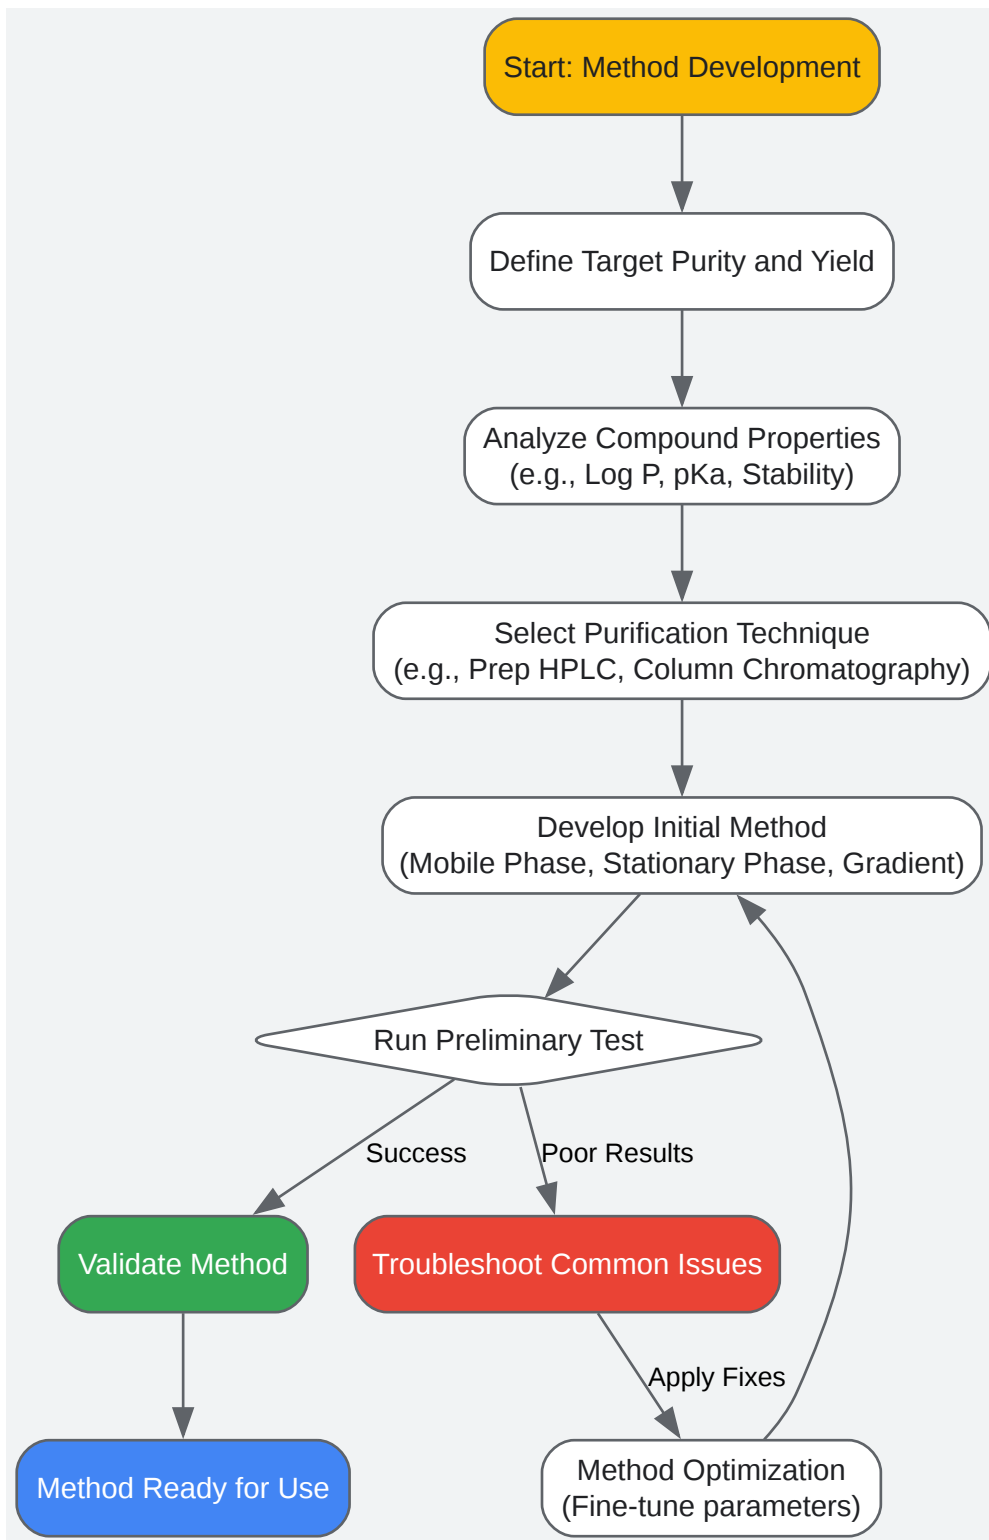 Start: Method Development
Define Target Purity and Yield
Analyze Compound Properties
(e.g., Log P, pKa, Stability)
Select Purification Technique
(e.g., Prep HPLC, Column Chromatography)
Develop Initial Method
(Mobile Phase, Stationary Phase, Gradient)
Run Preliminary Test
Success
Poor Results
Validate Method
Troubleshoot Common Issues
Apply Fixes
Method Ready for Use
Method Optimization
(Fine-tune parameters)